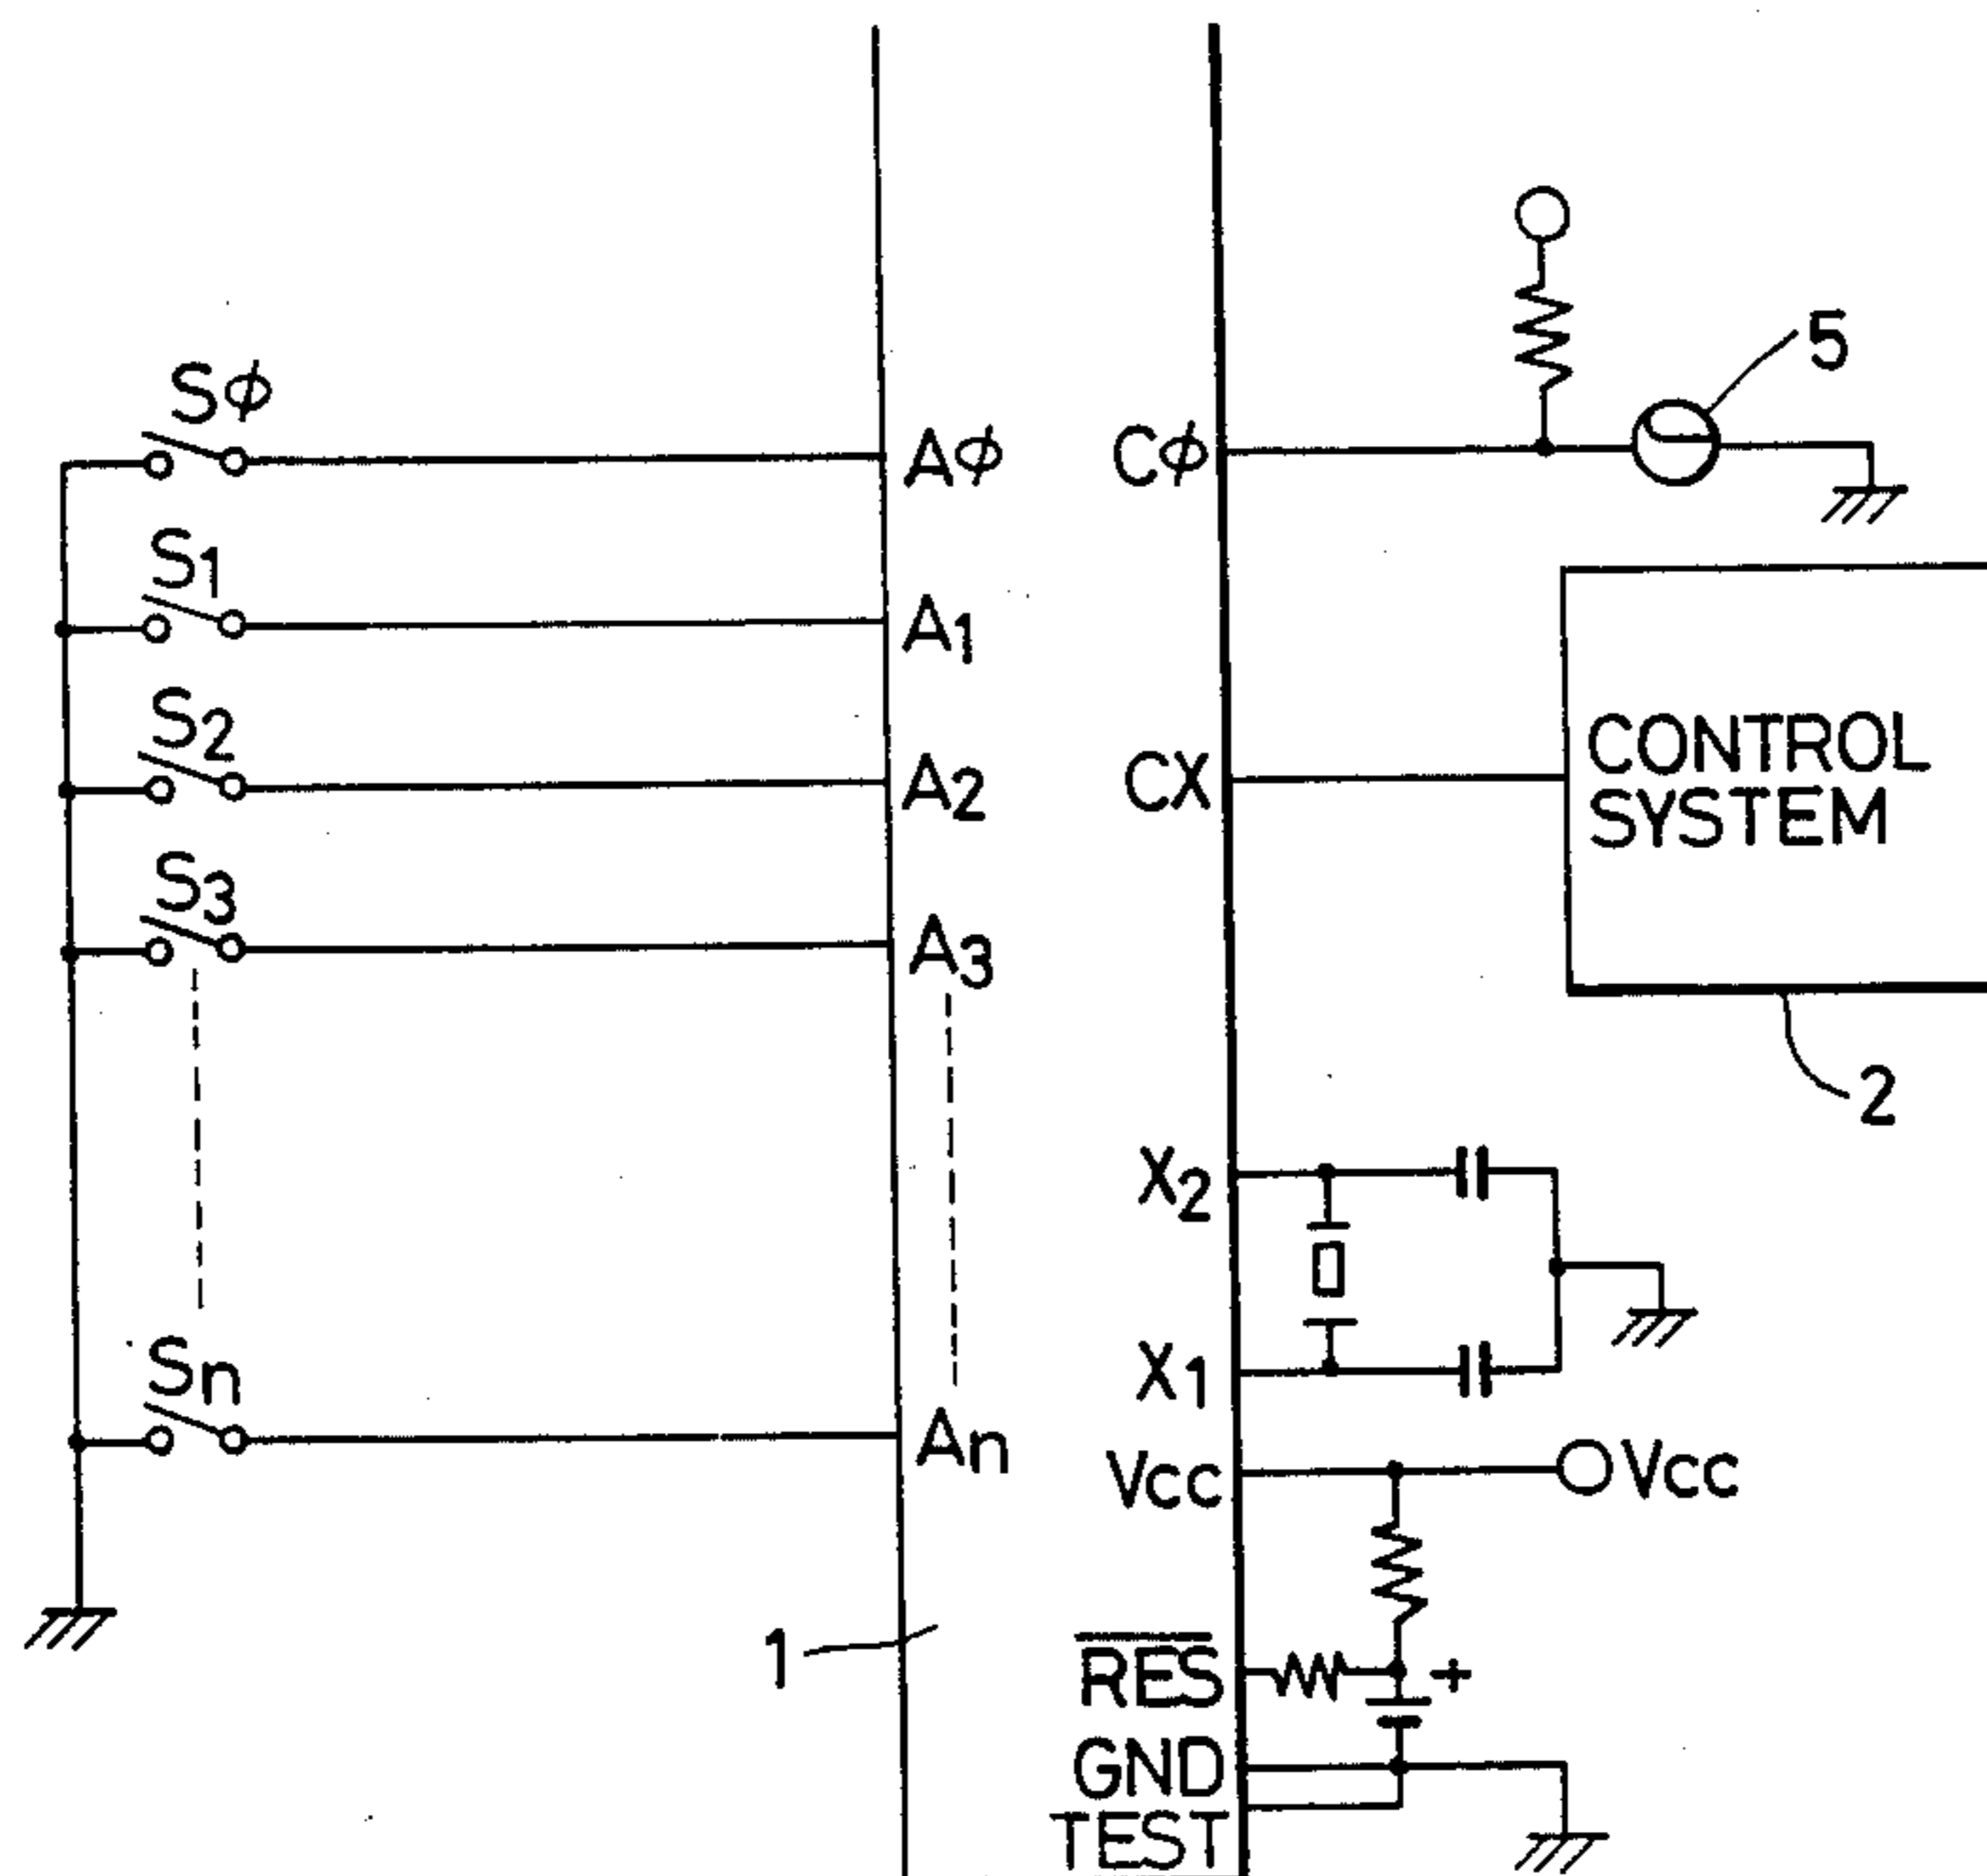 5
Sφ
Aφ
Cφ
S1
A1
S2
A2
CX
CONTROL
SYSTEM
S3
A3
2
X2
X1
Sn
An
Vcc
Vcc
1
RES
+
GND
TEST